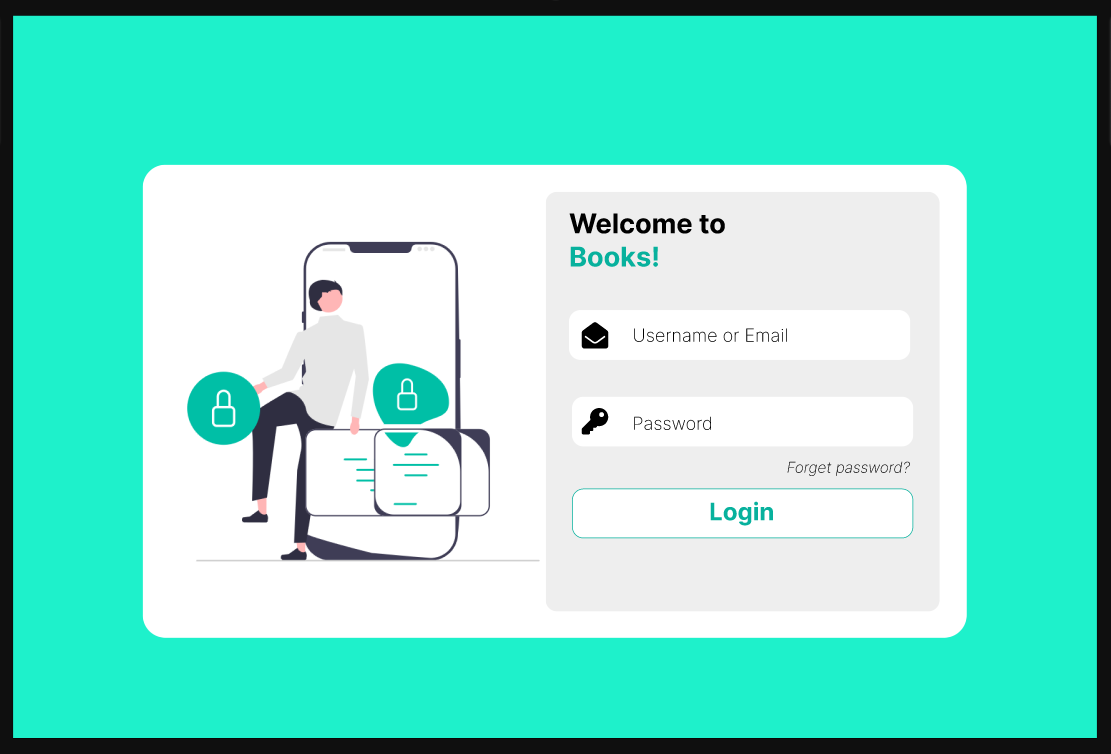 Welcome to
Books!
Username or Email
Password
Forget password?
Login